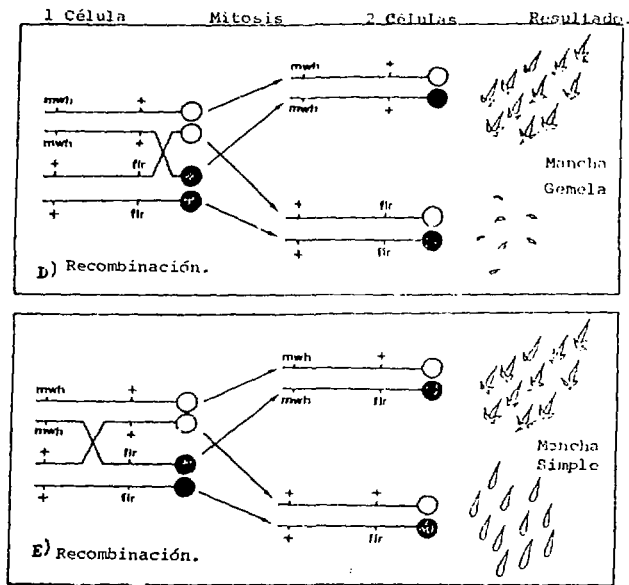 1 Célula Mitosis 2 Células Resultado.
mwh +
mwh +
+ flr
+ flr
mwh +
mwh +
+ flr
+ flr
Mancha
Gemela
D) Recombinación.
mwh +
mwh +
+ flr
+ flr
mwh +
mwh flr
+ +
+ flr
Mancha
Simple
E) Recombinación.